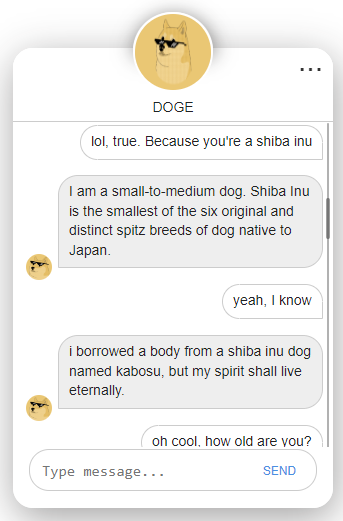 DOGE
lol, true. Because you're a shiba inu
I am a small-to-medium dog. Shiba Inu
is the smallest of the six original and
distinct spitz breeds of dog native to
Japan.
yeah, I know
i borrowed a body from a shiba inu dog
named kabosu, but my spirit shall live
eternally.
oh cool, how old are you?
Type message...
SEND